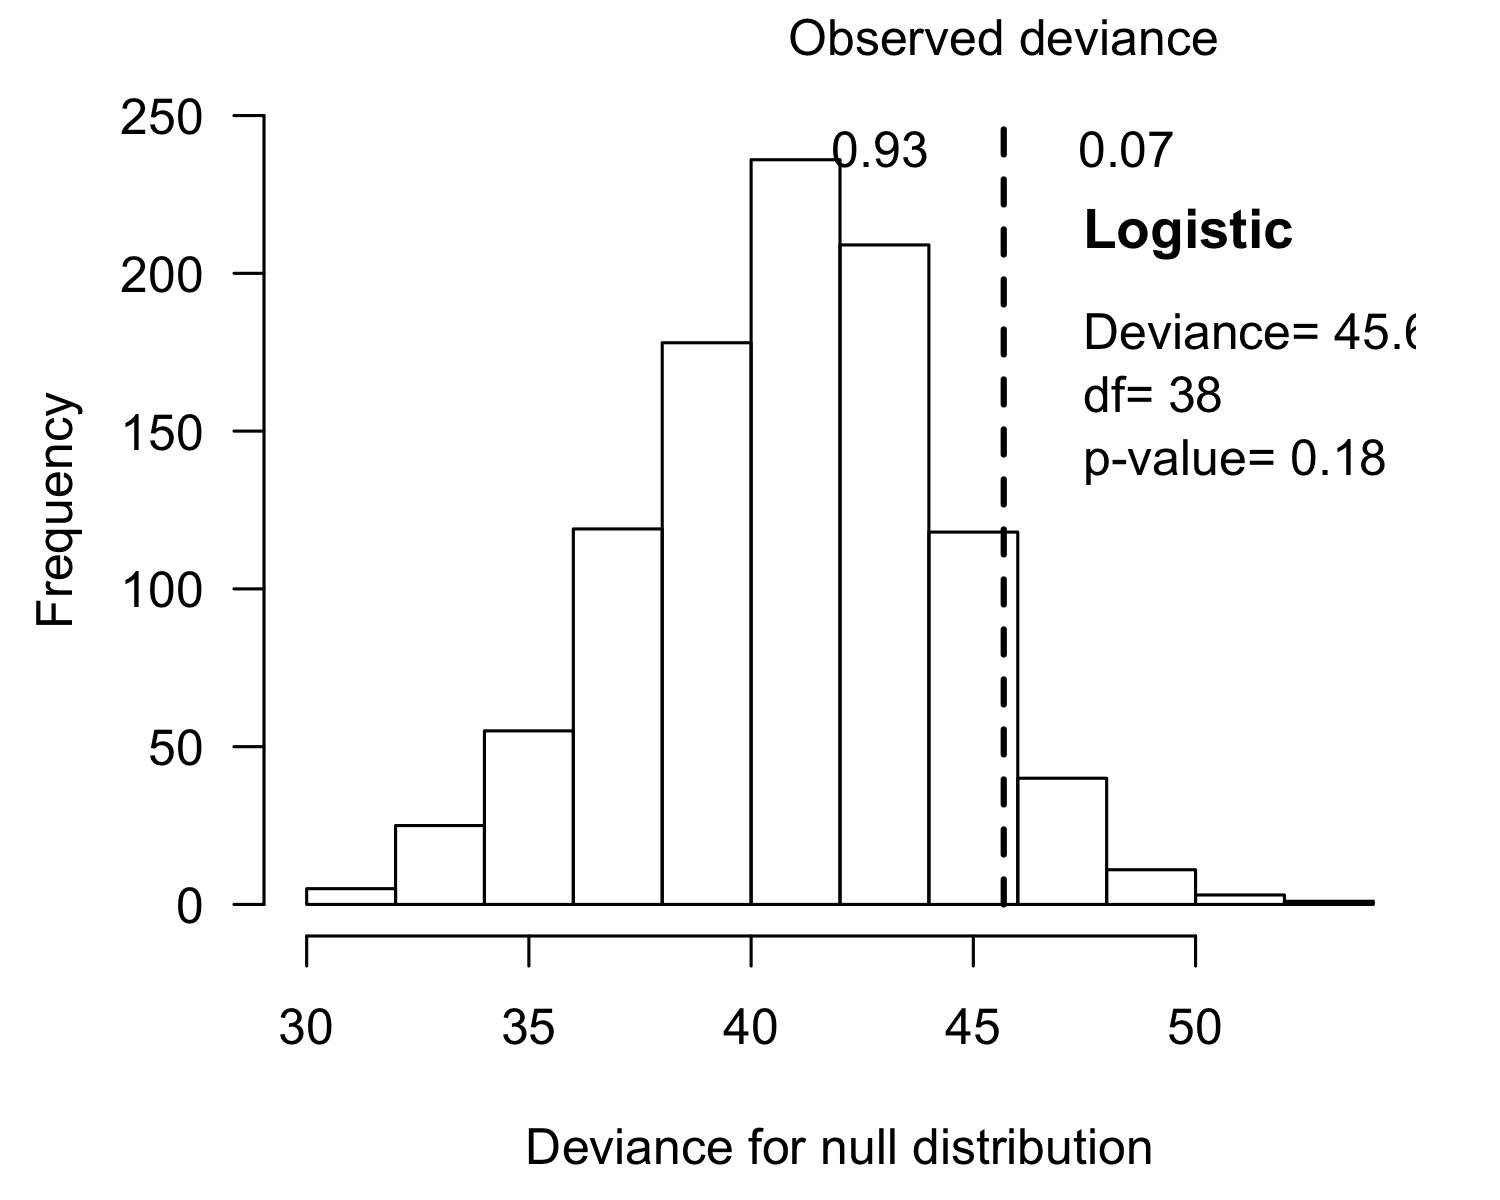 Observed deviance
250
0.93
0.07
Logistic
200
Deviance= 45.6
df= 38
150
p-value= 0.18
Frequency
100
50
0
30 35 40 45 50
Deviance for null distribution